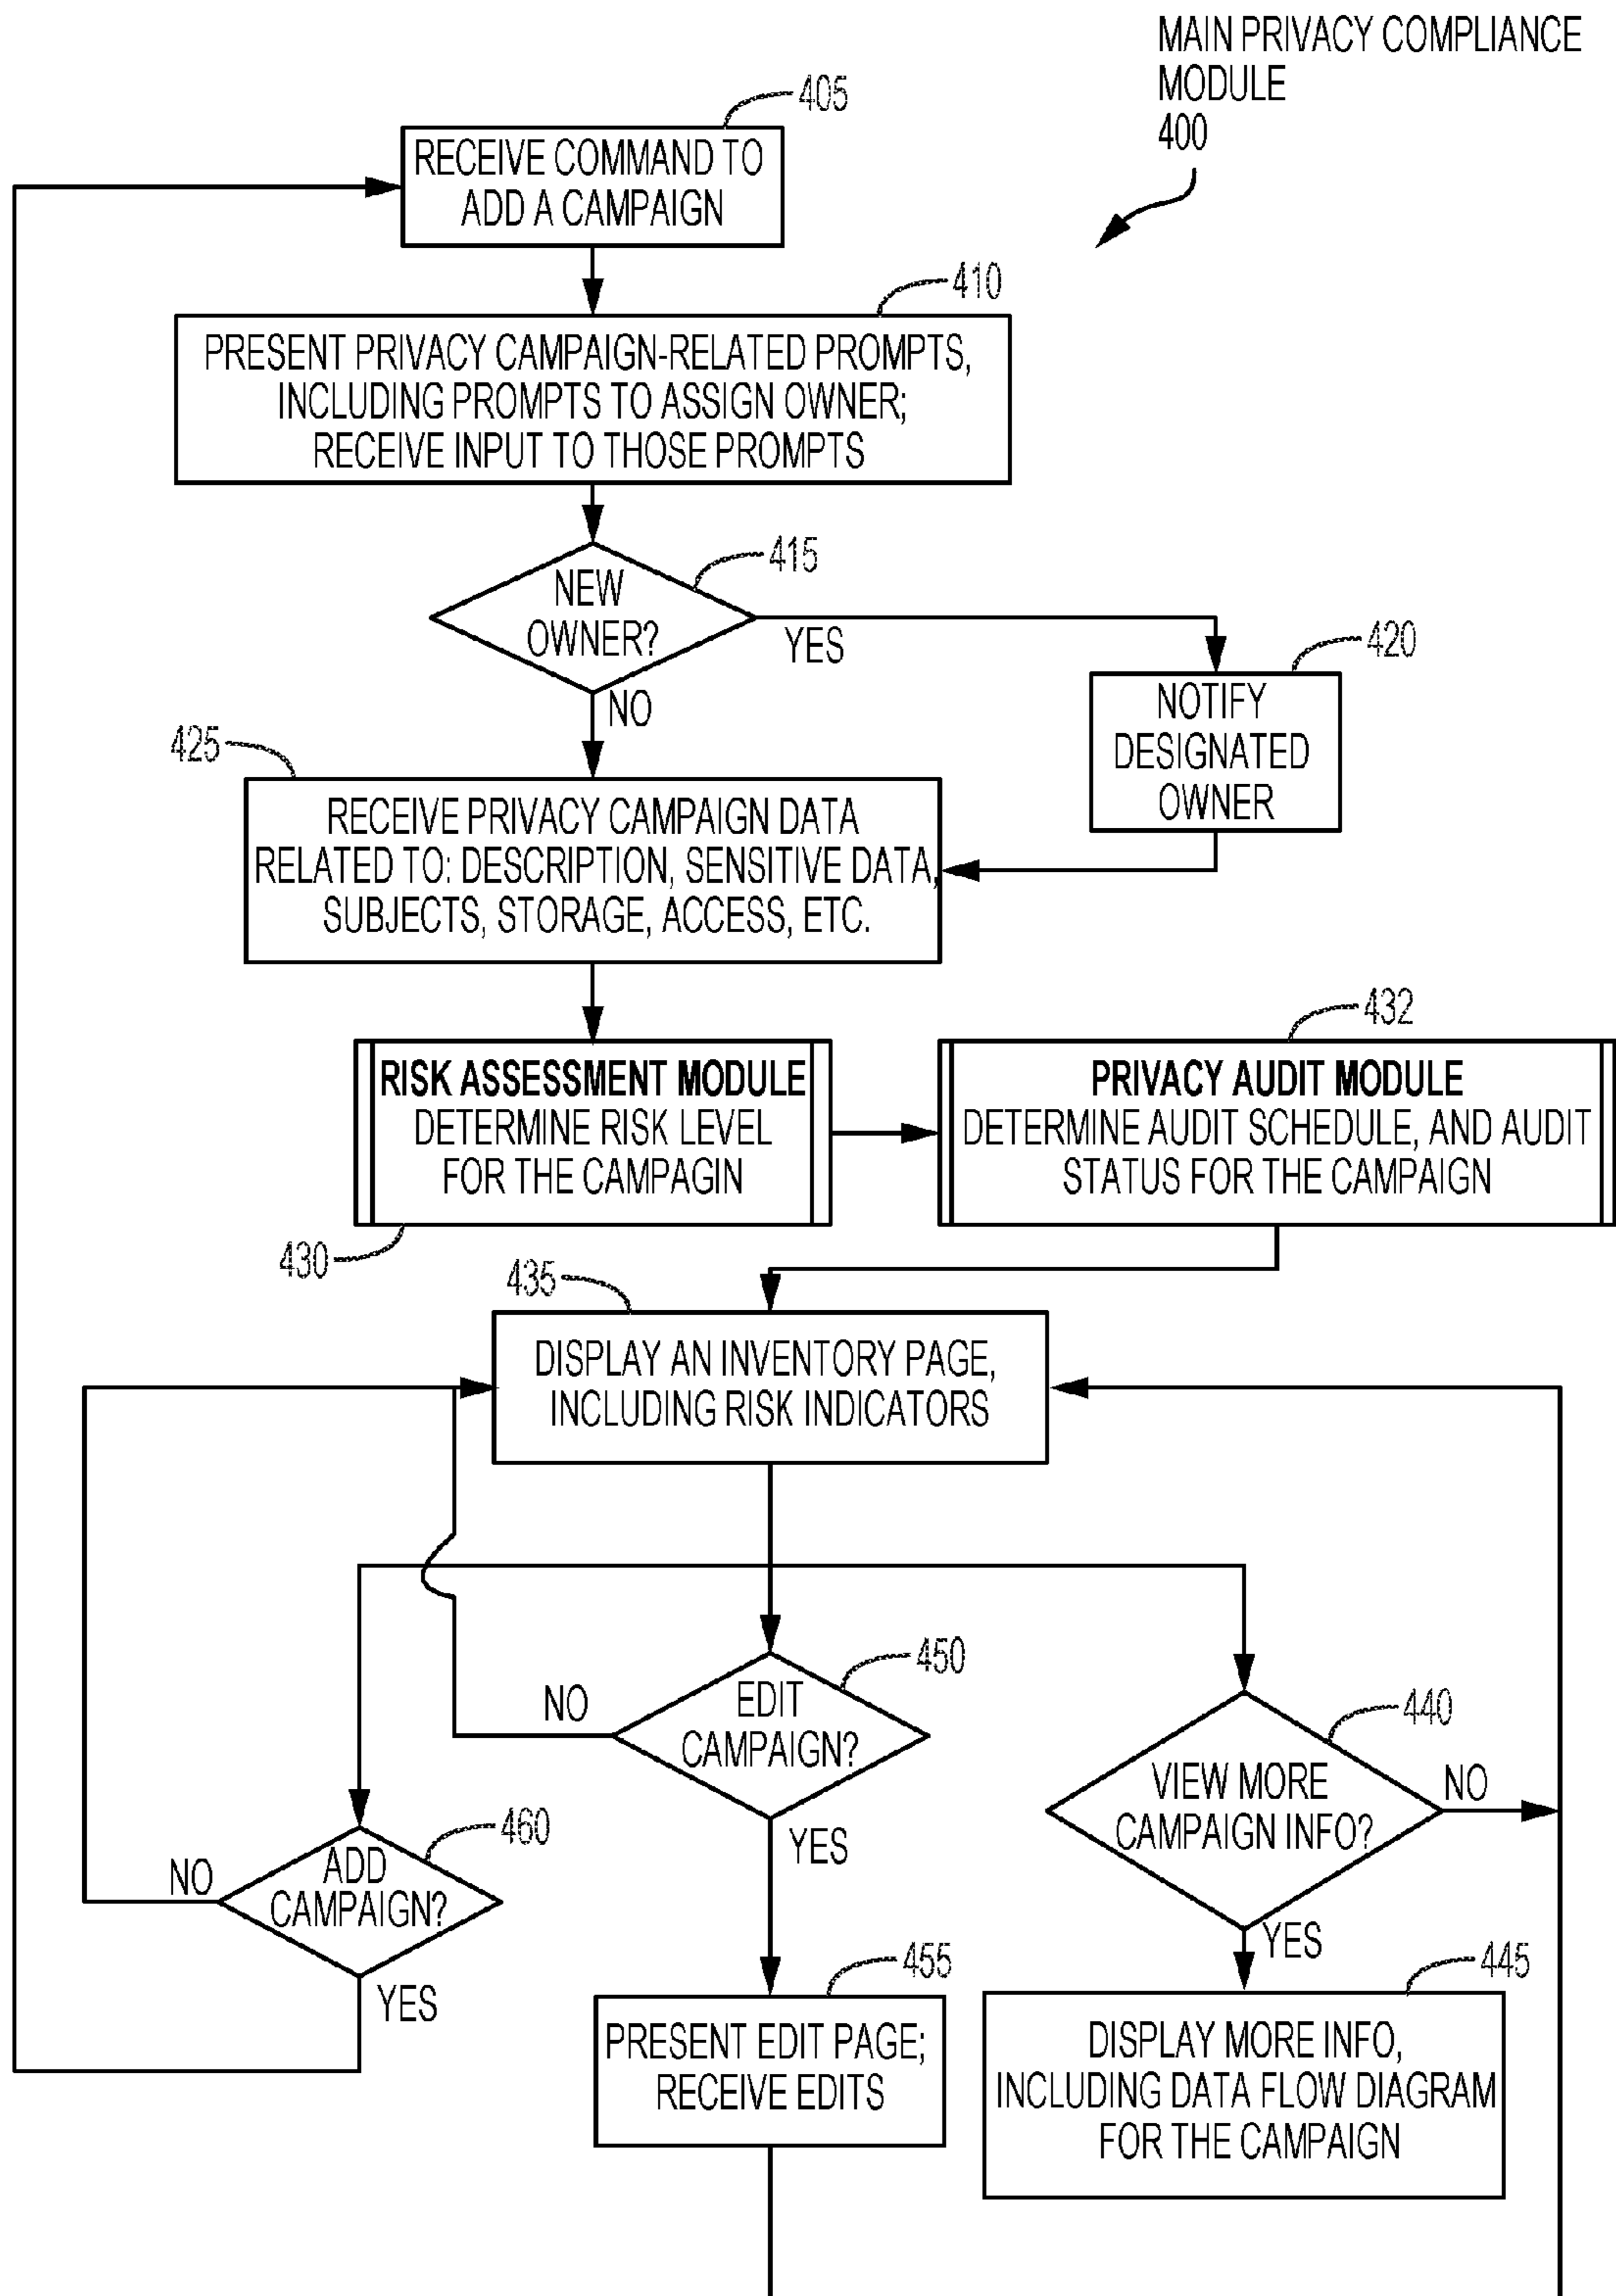 MAIN PRIVACY COMPLIANCE
MODULE
400
405
RECEIVE COMMAND TO
ADD A CAMPAIGN
410
PRESENT PRIVACY CAMPAIGN-RELATED PROMPTS,
INCLUDING PROMPTS TO ASSIGN OWNER;
RECEIVE INPUT TO THOSE PROMPTS
415
NEW
OWNER?
YES
NO
420
NOTIFY
DESIGNATED
OWNER
425
RECEIVE PRIVACY CAMPAIGN DATA
RELATED TO: DESCRIPTION, SENSITIVE DATA,
SUBJECTS, STORAGE, ACCESS, ETC.
RISK ASSESSMENT MODULE
DETERMINE RISK LEVEL
FOR THE CAMPAGIN
430
432
PRIVACY AUDIT MODULE
DETERMINE AUDIT SCHEDULE, AND AUDIT
STATUS FOR THE CAMPAIGN
435
DISPLAY AN INVENTORY PAGE,
INCLUDING RISK INDICATORS
450
EDIT
CAMPAIGN?
NO
YES
440
VIEW MORE
CAMPAIGN INFO?
NO
YES
460
ADD
CAMPAIGN?
NO
YES
455
PRESENT EDIT PAGE;
RECEIVE EDITS
445
DISPLAY MORE INFO,
INCLUDING DATA FLOW DIAGRAM
FOR THE CAMPAIGN